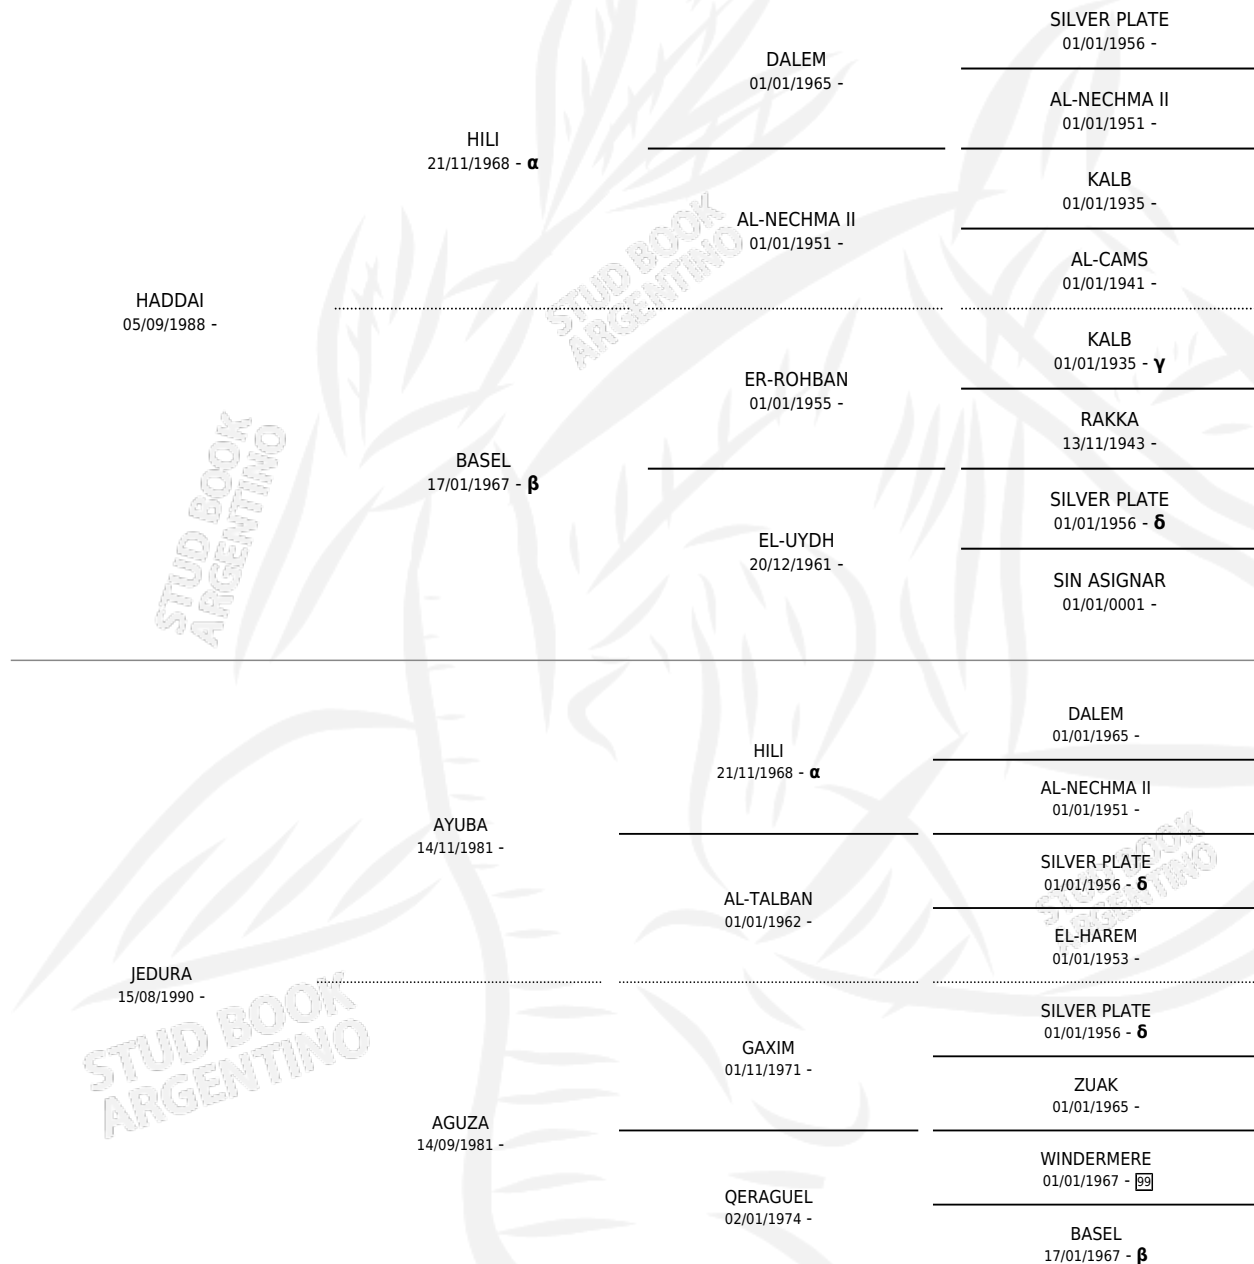 SILVER PLATE
01/01/1956 -
DALEM
01/01/1965 -
AL-NECHMA II
01/01/1951 -
HILI
21/11/1968 - α
KALB
01/01/1935 -
AL-NECHMA II
01/01/1951 -
AL-CAMS
01/01/1941 -
HADDAI
05/09/1988 -
KALB
01/01/1935 - γ
ER-ROHBAN
01/01/1955 -
RAKKA
13/11/1943 -
BASEL
17/01/1967 - β
SILVER PLATE
01/01/1956 - δ
EL-UYDH
20/12/1961 -
SIN ASIGNAR
01/01/0001 -
STUD BOOK
ARGENTINO
STUD BOOK
ARGENTINO
DALEM
01/01/1965 -
HILI
21/11/1968 - α
AL-NECHMA II
01/01/1951 -
AYUBA
14/11/1981 -
SILVER PLATE
01/01/1956 - δ
AL-TALBAN
01/01/1962 -
EL-HAREM
01/01/1953 -
JEDURA
15/08/1990 -
SILVER PLATE
01/01/1956 - δ
GAXIM
01/11/1971 -
ZUAK
01/01/1965 -
AGUZA
14/09/1981 -
WINDERMERE
01/01/1967 - 99
QERAGUEL
02/01/1974 -
BASEL
17/01/1967 - β
STUD BOOK
ARGENTINO
STUD BOOK
ARGENTINO